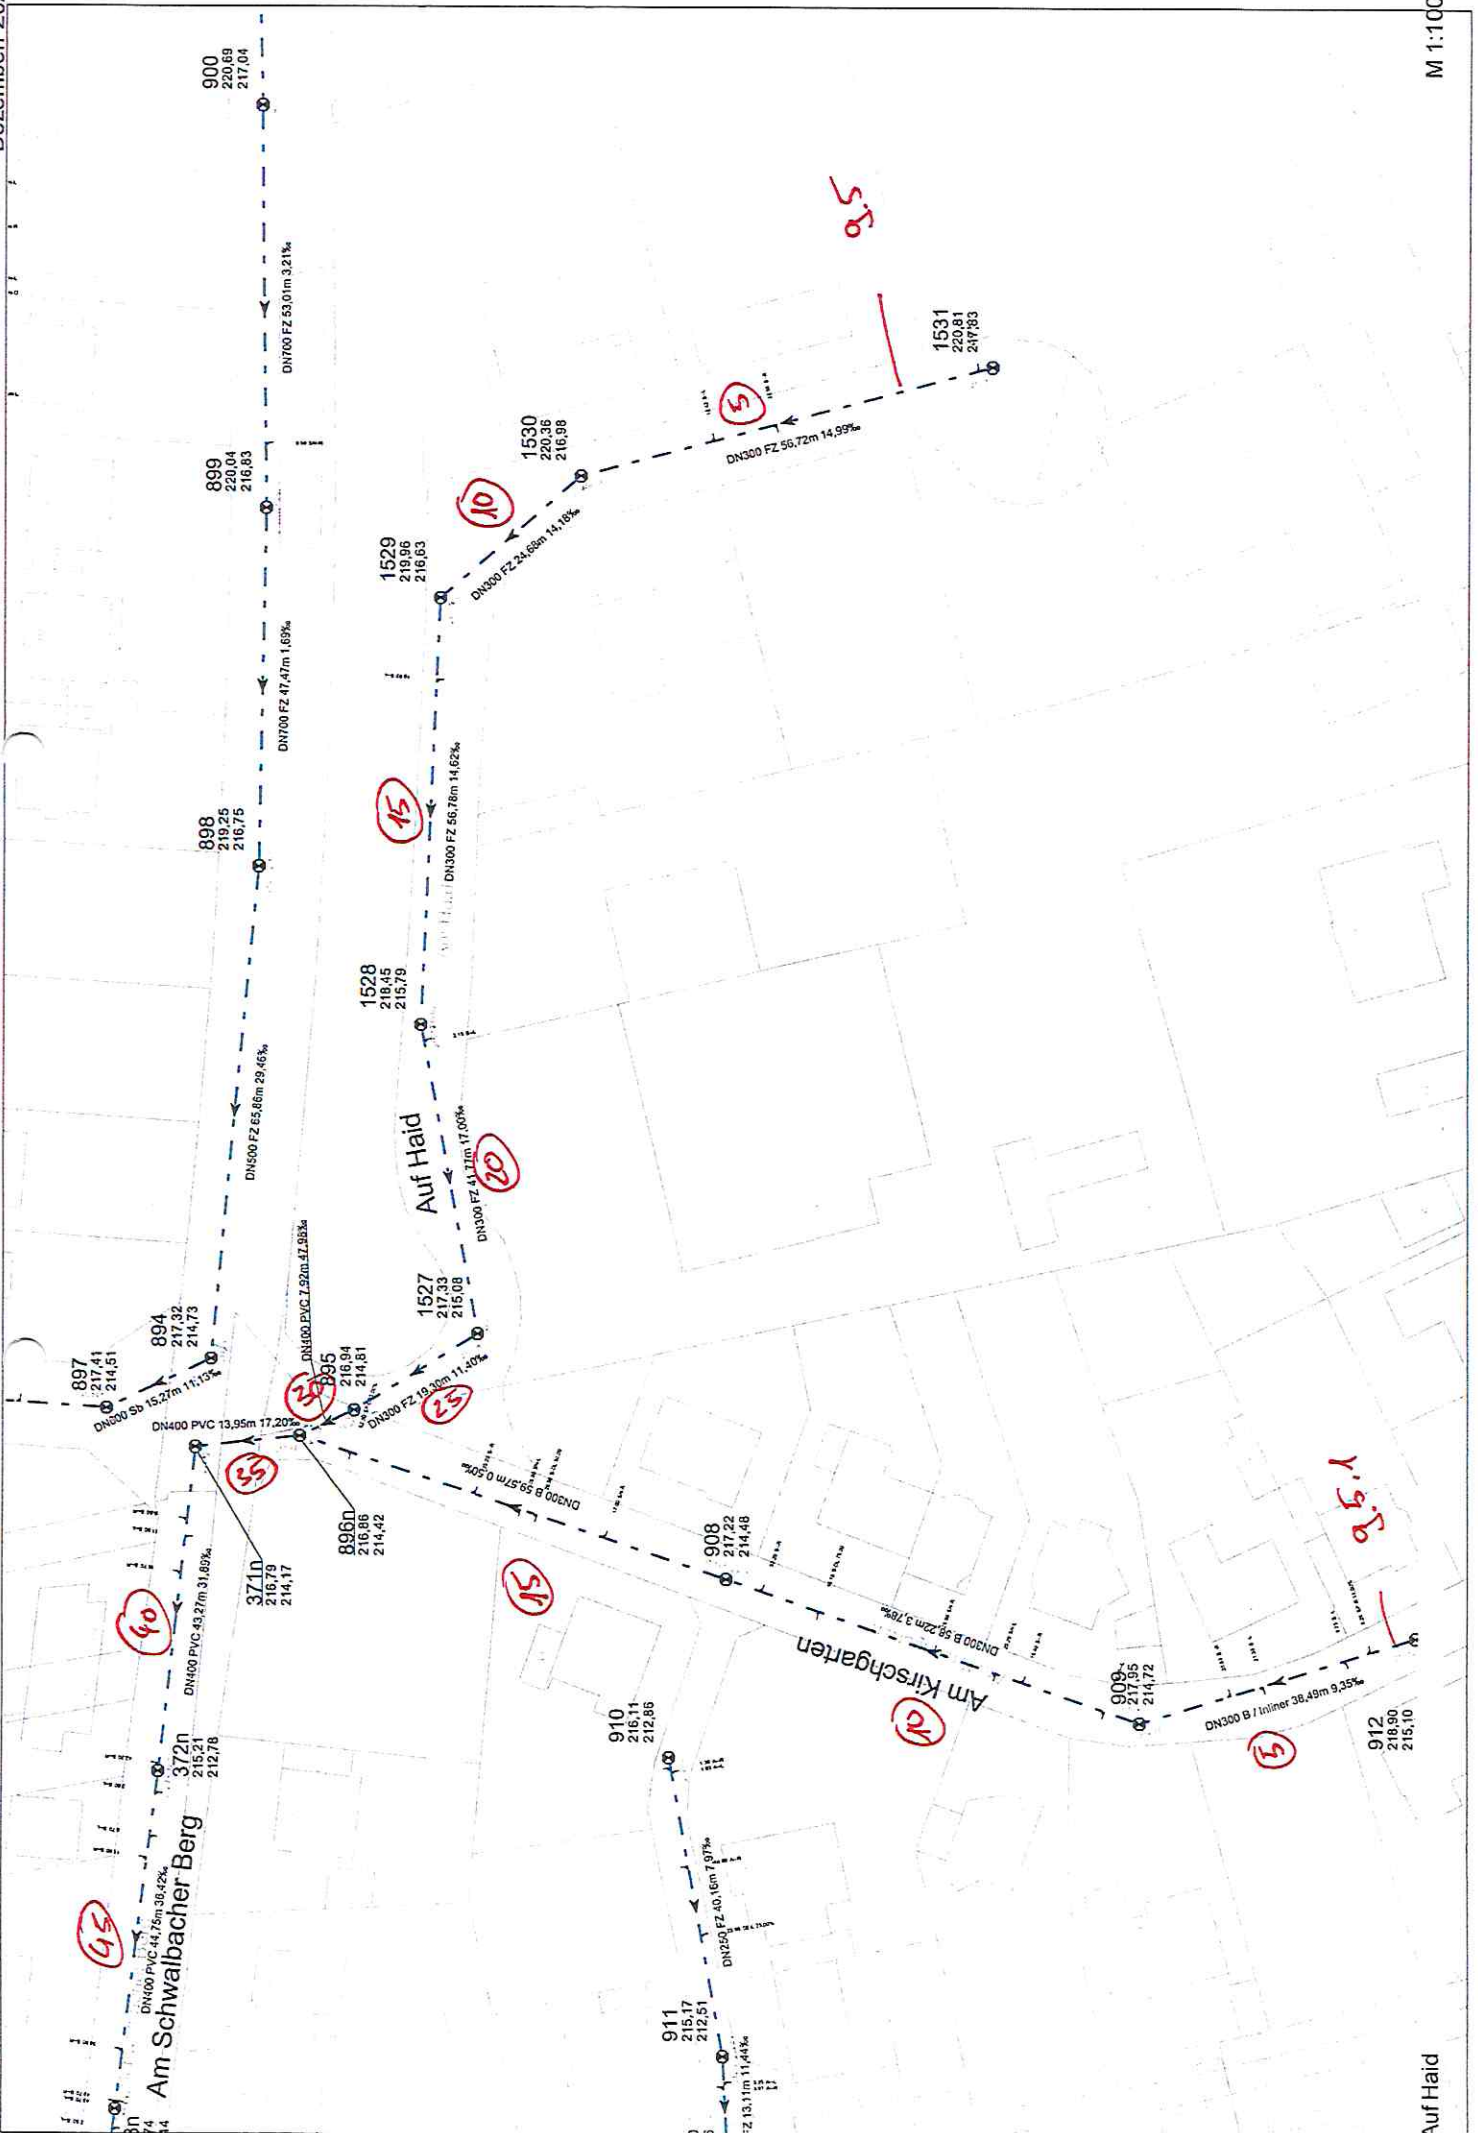 M 1:100
900
220,69
217,04
DN700 FZ 53,01m 3,21‰
899
220,04
216,83
DN700 FZ 47,47m 1,69‰
898
219,25
216,75
DN500 FZ 65,86m 29,46‰
894
217,32
214,73
897
217,41
214,51
DN600 Sb 15,27m 11,13‰
9.5
1531
220,81
217,83
5
DN300 FZ 56,72m 14,99‰
1530
220,36
216,98
10
DN300 FZ 24,68m 14,18‰
1529
219,96
216,63
15
DN300 FZ 56,78m 14,62‰
1528
218,45
215,79
Auf Haid
DN300 FZ 41,77m 17,00‰
20
1527
217,33
215,08
DN300 FZ 19,30m 11,40‰
25
DN400 PVC 7,92m 47,98‰
895
216,94
214,81
30
DN400 PVC 13,95m 17,20‰
35
896n
216,86
214,42
371n
216,79
214,17
DN400 PVC 43,27m 31,89‰
40
372n
215,21
212,78
DN400 PVC 44,75m 36,42‰
45
Am Schwalbacher Berg
DN300 B 59,57m 0,50‰
15
908
217,22
214,48
DN300 B 58,22m 3,78‰
Am Kirschgarten
10
909
217,95
214,72
DN300 B / Inliner 38,49m 9,35‰
5
9.5.1
912
218,90
215,10
910
216,11
212,86
DN250 FZ 40,16m 7,97‰
911
215,17
212,51
FZ 13,11m 11,44‰
Auf Haid